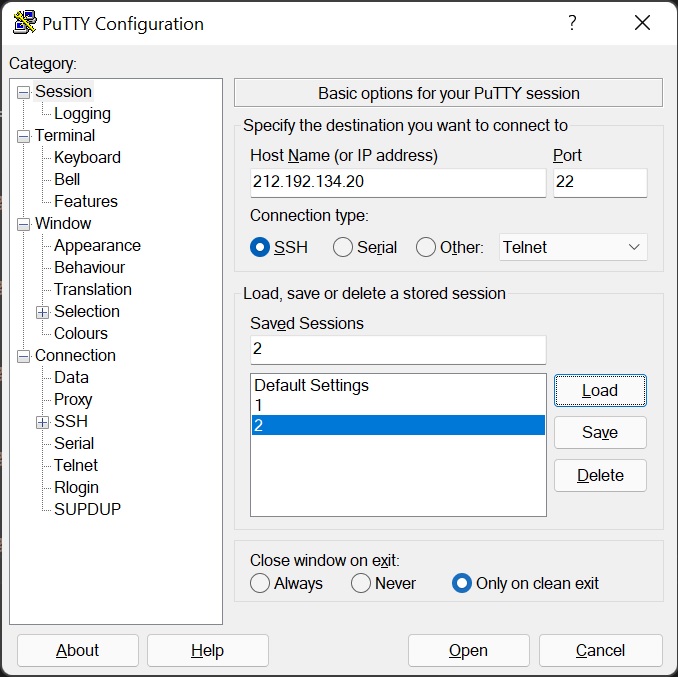 PuTTY Configuration
?
Category:
Session
Logging
Terminal
Keyboard
Bell
Features
Window
Appearance
Behaviour
Translation
Selection
Colours
Connection
Data
Proxy
SSH
Serial
Telnet
Rlogin
SUPDUP
Basic options for your PuTTY session
Specify the destination you want to connect to
Host Name (or IP address) Port
212.192.134.20 22
Connection type:
SSH Serial Other: Telnet
Load, save or delete a stored session
Saved Sessions
2
Default Settings
1
2
Load
Save
Delete
Close window on exit:
Always Never Only on clean exit
About Help Open Cancel